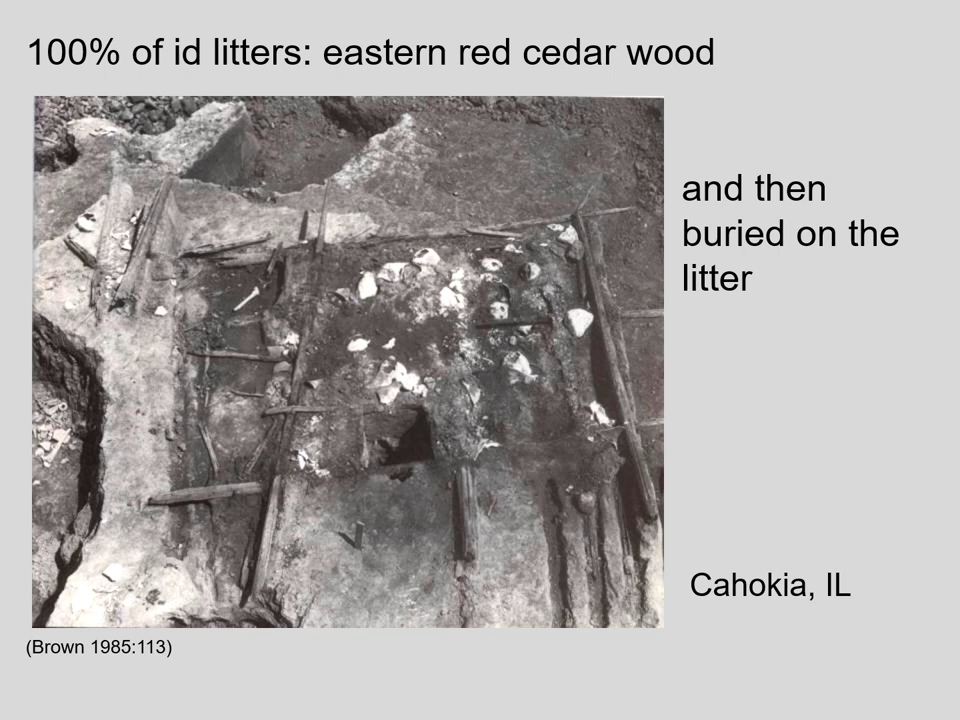 100% of id litters: eastern red cedar wood
and then
buried on the
litter
Cahokia, IL
(Brown 1985:113)